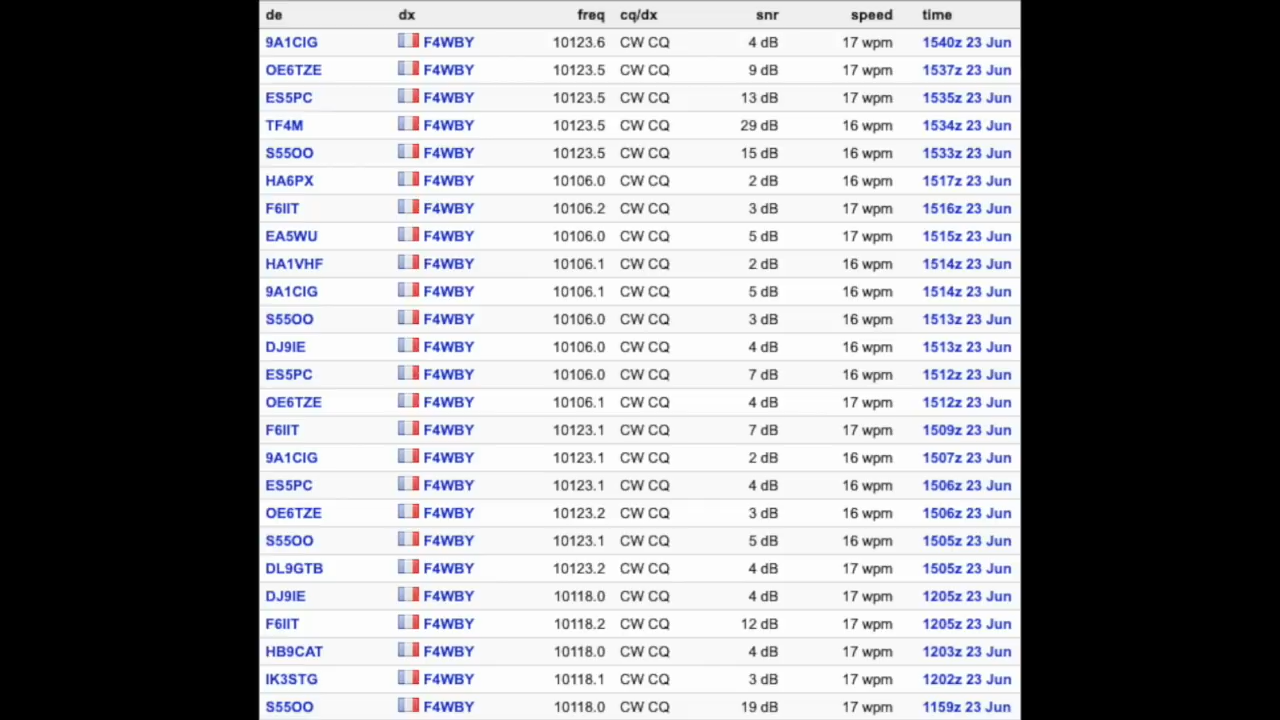 de dx freq cq/dx snr speed time
9A1CIG F4WBY 10123.6 CW CQ 4 dB 17 wpm 1540z 23 Jun
OE6TZE F4WBY 10123.5 CW CQ 9 dB 17 wpm 1537z 23 Jun
ES5PC F4WBY 10123.5 CW CQ 13 dB 17 wpm 1535z 23 Jun
TF4M F4WBY 10123.5 CW CQ 29 dB 16 wpm 1534z 23 Jun
S55OO F4WBY 10123.5 CW CQ 15 dB 16 wpm 1533z 23 Jun
HA6PX F4WBY 10106.0 CW CQ 2 dB 16 wpm 1517z 23 Jun
F6IIT F4WBY 10106.2 CW CQ 3 dB 17 wpm 1516z 23 Jun
EA5WU F4WBY 10106.0 CW CQ 5 dB 17 wpm 1515z 23 Jun
HA1VHF F4WBY 10106.1 CW CQ 2 dB 16 wpm 1514z 23 Jun
9A1CIG F4WBY 10106.1 CW CQ 5 dB 16 wpm 1514z 23 Jun
S55OO F4WBY 10106.0 CW CQ 3 dB 16 wpm 1513z 23 Jun
DJ9IE F4WBY 10106.0 CW CQ 4 dB 16 wpm 1513z 23 Jun
ES5PC F4WBY 10106.0 CW CQ 7 dB 16 wpm 1512z 23 Jun
OE6TZE F4WBY 10106.1 CW CQ 4 dB 17 wpm 1512z 23 Jun
F6IIT F4WBY 10123.1 CW CQ 7 dB 17 wpm 1509z 23 Jun
9A1CIG F4WBY 10123.1 CW CQ 2 dB 16 wpm 1507z 23 Jun
ES5PC F4WBY 10123.1 CW CQ 4 dB 16 wpm 1506z 23 Jun
OE6TZE F4WBY 10123.2 CW CQ 3 dB 16 wpm 1506z 23 Jun
S55OO F4WBY 10123.1 CW CQ 5 dB 16 wpm 1505z 23 Jun
DL9GTB F4WBY 10123.2 CW CQ 4 dB 17 wpm 1505z 23 Jun
DJ9IE F4WBY 10118.0 CW CQ 4 dB 17 wpm 1205z 23 Jun
F6IIT F4WBY 10118.2 CW CQ 12 dB 17 wpm 1205z 23 Jun
HB9CAT F4WBY 10118.0 CW CQ 4 dB 17 wpm 1203z 23 Jun
IK3STG F4WBY 10118.1 CW CQ 3 dB 17 wpm 1202z 23 Jun
S55OO F4WBY 10118.0 CW CQ 19 dB 17 wpm 1159z 23 Jun